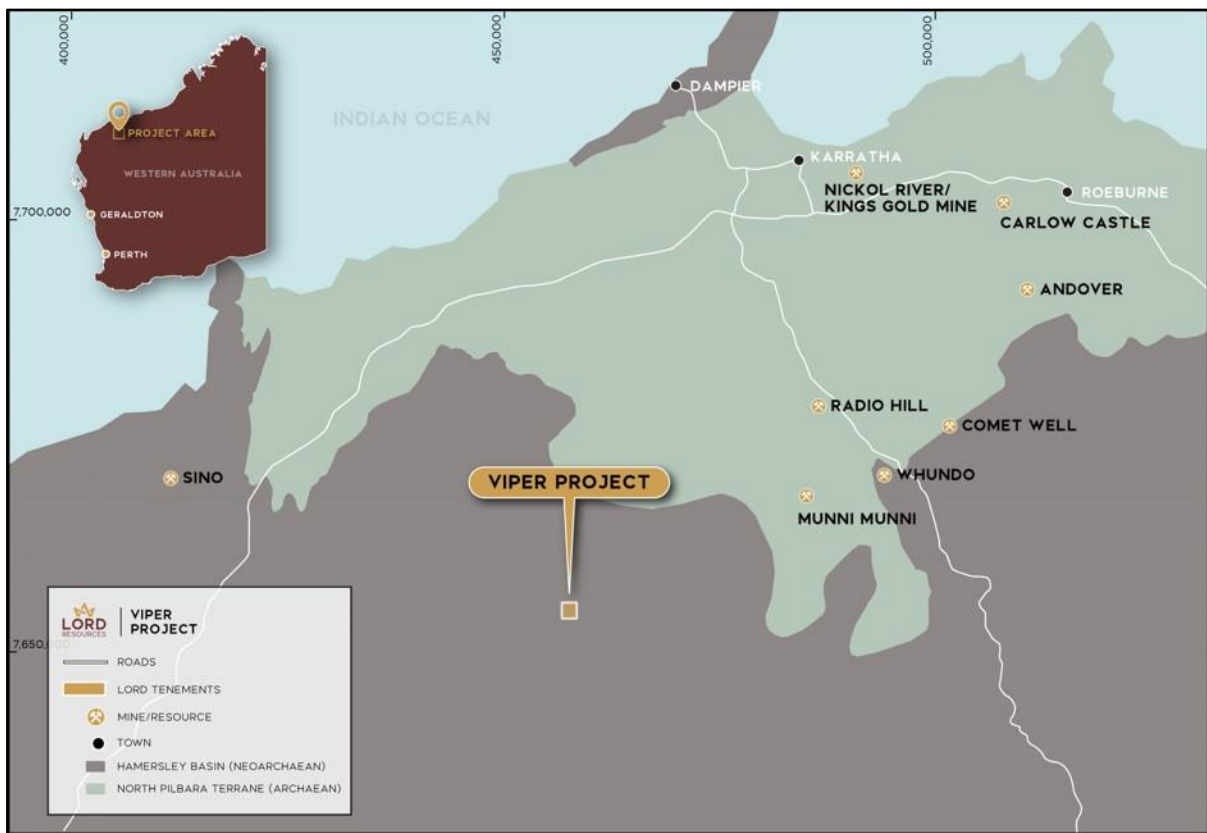 400,000
450,000
500,000
DAMPIER
INDIAN OCEAN
PROJECT AREA
KARRATHA
WESTERN AUSTRALIA
NICKOL RIVER/
KINGS GOLD MINE
ROEBURNE
7,700,000
GERALDTON
CARLOW CASTLE
PERTH
ANDOVER
RADIO HILL
COMET WELL
SINO
VIPER PROJECT
WHUNDO
MUNNI MUNNI
LORD
RESOURCES
VIPER
PROJECT
7,650,000
ROADS
LORD TENEMENTS
MINE/RESOURCE
TOWN
HAMERSLEY BASIN (NEOARCHAEAN)
NORTH PILBARA TERRANE (ARCHAEAN)